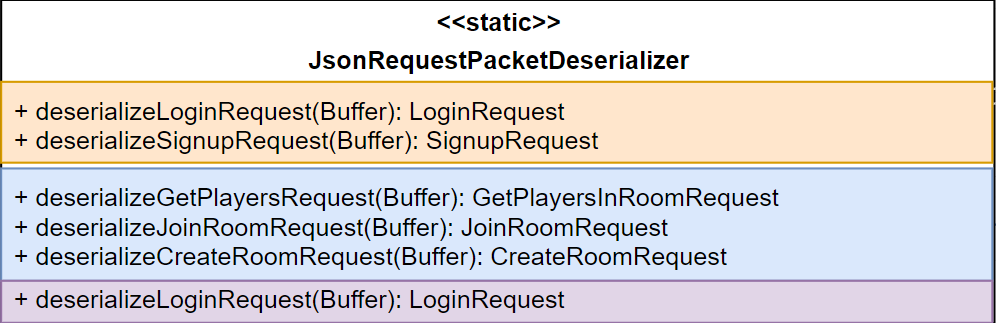 <<static>>
JsonRequestPacketDeserializer
+ deserializeLoginRequest(Buffer): LoginRequest
+ deserializeSignupRequest(Buffer): SignupRequest
+ deserializeGetPlayersRequest(Buffer): GetPlayersInRoomRequest
+ deserializeJoinRoomRequest(Buffer): JoinRoomRequest
+ deserializeCreateRoomRequest(Buffer): CreateRoomRequest
+ deserializeLoginRequest(Buffer): LoginRequest